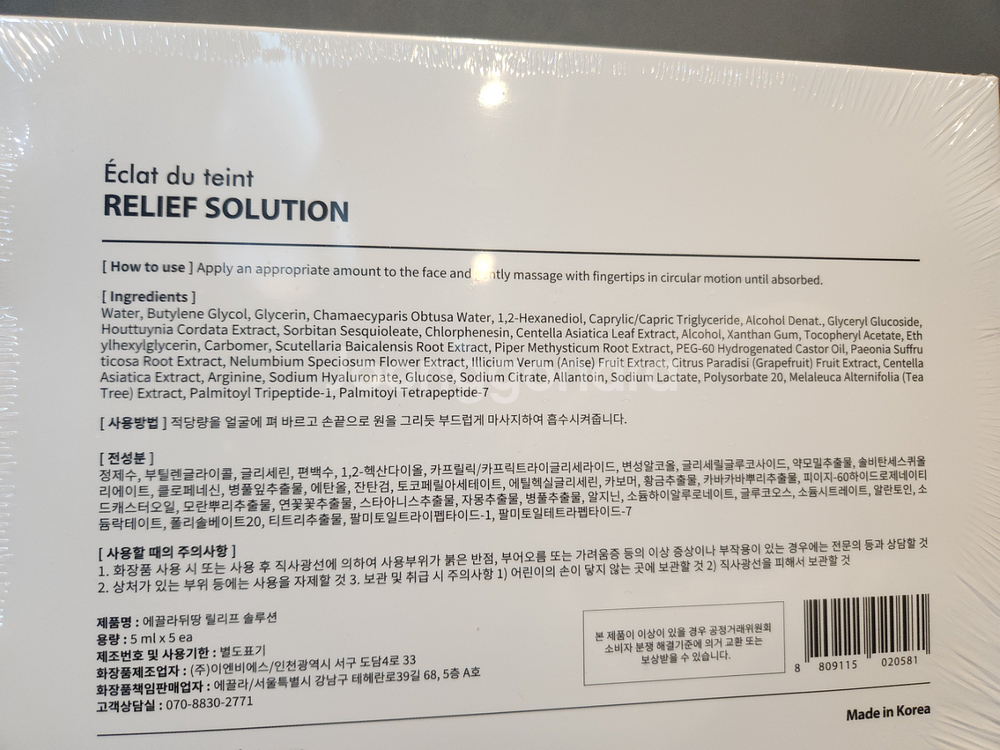 Éclat du teint
RELIEF SOLUTION
[ How to use ] Apply an appropriate amount to the face and gently massage with fingertips in circular motion until absorbed.
[ Ingredients ]
Water, Butylene Glycol, Glycerin, Chamaecyparis Obtusa Water, 1,2-Hexanediol, Caprylic/Capric Triglyceride, Alcohol Denat., Glyceryl Glucoside,
Houttuynia Cordata Extract, Sorbitan Sesquioleate, Chlorphenesin, Centella Asiatica Leaf Extract, Alcohol, Xanthan Gum, Tocopheryl Acetate, Eth
ylhexylglycerin, Carbomer, Scutellaria Baicalensis Root Extract, Piper Methysticum Root Extract, PEG-60 Hydrogenated Castor Oil, Paeonia Suffru
ticosa Root Extract, Nelumbium Speciosum Flower Extract, Illicium Verum (Anise) Fruit Extract, Citrus Paradisi (Grapefruit) Fruit Extract, Centella
Asiatica Extract, Arginine, Sodium Hyaluronate, Glucose, Sodium Citrate, Allantoin, Sodium Lactate, Polysorbate 20, Melaleuca Alternifolia (Tea
Tree) Extract, Palmitoyl Tripeptide-1, Palmitoyl Tetrapeptide-7
[ 사용방법 ] 적당량을 얼굴에 펴 바르고 손끝으로 원을 그리듯 부드럽게 마사지하여 흡수시켜줍니다.
[ 전성분 ]
정제수, 부틸렌글라이콜, 글리세린, 편백수, 1,2-헥산다이올, 카프릴릭/카프릭트라이글리세라이드, 변성알코올, 글리세릴글루코사이드, 약모밀추출물, 솔비탄세스퀴올
리에이트, 클로페네신, 병풀잎추출물, 에탄올, 잔탄검, 토코페릴아세테이트, 에틸헥실글리세린, 카보머, 황금추출물, 카바카바뿌리추출물, 피이지-60하이드로제네이티
드캐스터오일, 모란뿌리추출물, 연꽃꽃추출물, 스타아니스추출물, 자몽추출물, 병풀추출물, 알지닌, 소듐하이알루로네이트, 글루코오스, 소듐시트레이트, 알란토인, 소
듐락테이트, 폴리솔베이트20, 티트리추출물, 팔미토일트라이펩타이드-1, 팔미토일테트라펩타이드-7
[ 사용할 때의 주의사항 ]
1. 화장품 사용 시 또는 사용 후 직사광선에 의하여 사용부위가 붉은 반점, 부어오름 또는 가려움증 등의 이상 증상이나 부작용이 있는 경우에는 전문의 등과 상담할 것
2. 상처가 있는 부위 등에는 사용을 자제할 것 3. 보관 및 취급 시 주의사항 1) 어린이의 손이 닿지 않는 곳에 보관할 것 2) 직사광선을 피해서 보관할 것
제품명 : 에끌라뒤땅 릴리프 솔루션
용량 : 5 ml x 5 ea
제조번호 및 사용기한 : 별도표기
화장품제조업자 : (주)이엔비에스/인천광역시 서구 도담4로 33
화장품책임판매업자 : 에끌라/서울특별시 강남구 테헤란로39길 68, 5층 A호
고객상담실 : 070-8830-2771
본 제품이 이상이 있을 경우 공정거래위원회
소비자 분쟁 해결기준에 의거 교환 또는
보상받을 수 있습니다.
8 809115 020581
Made in Korea